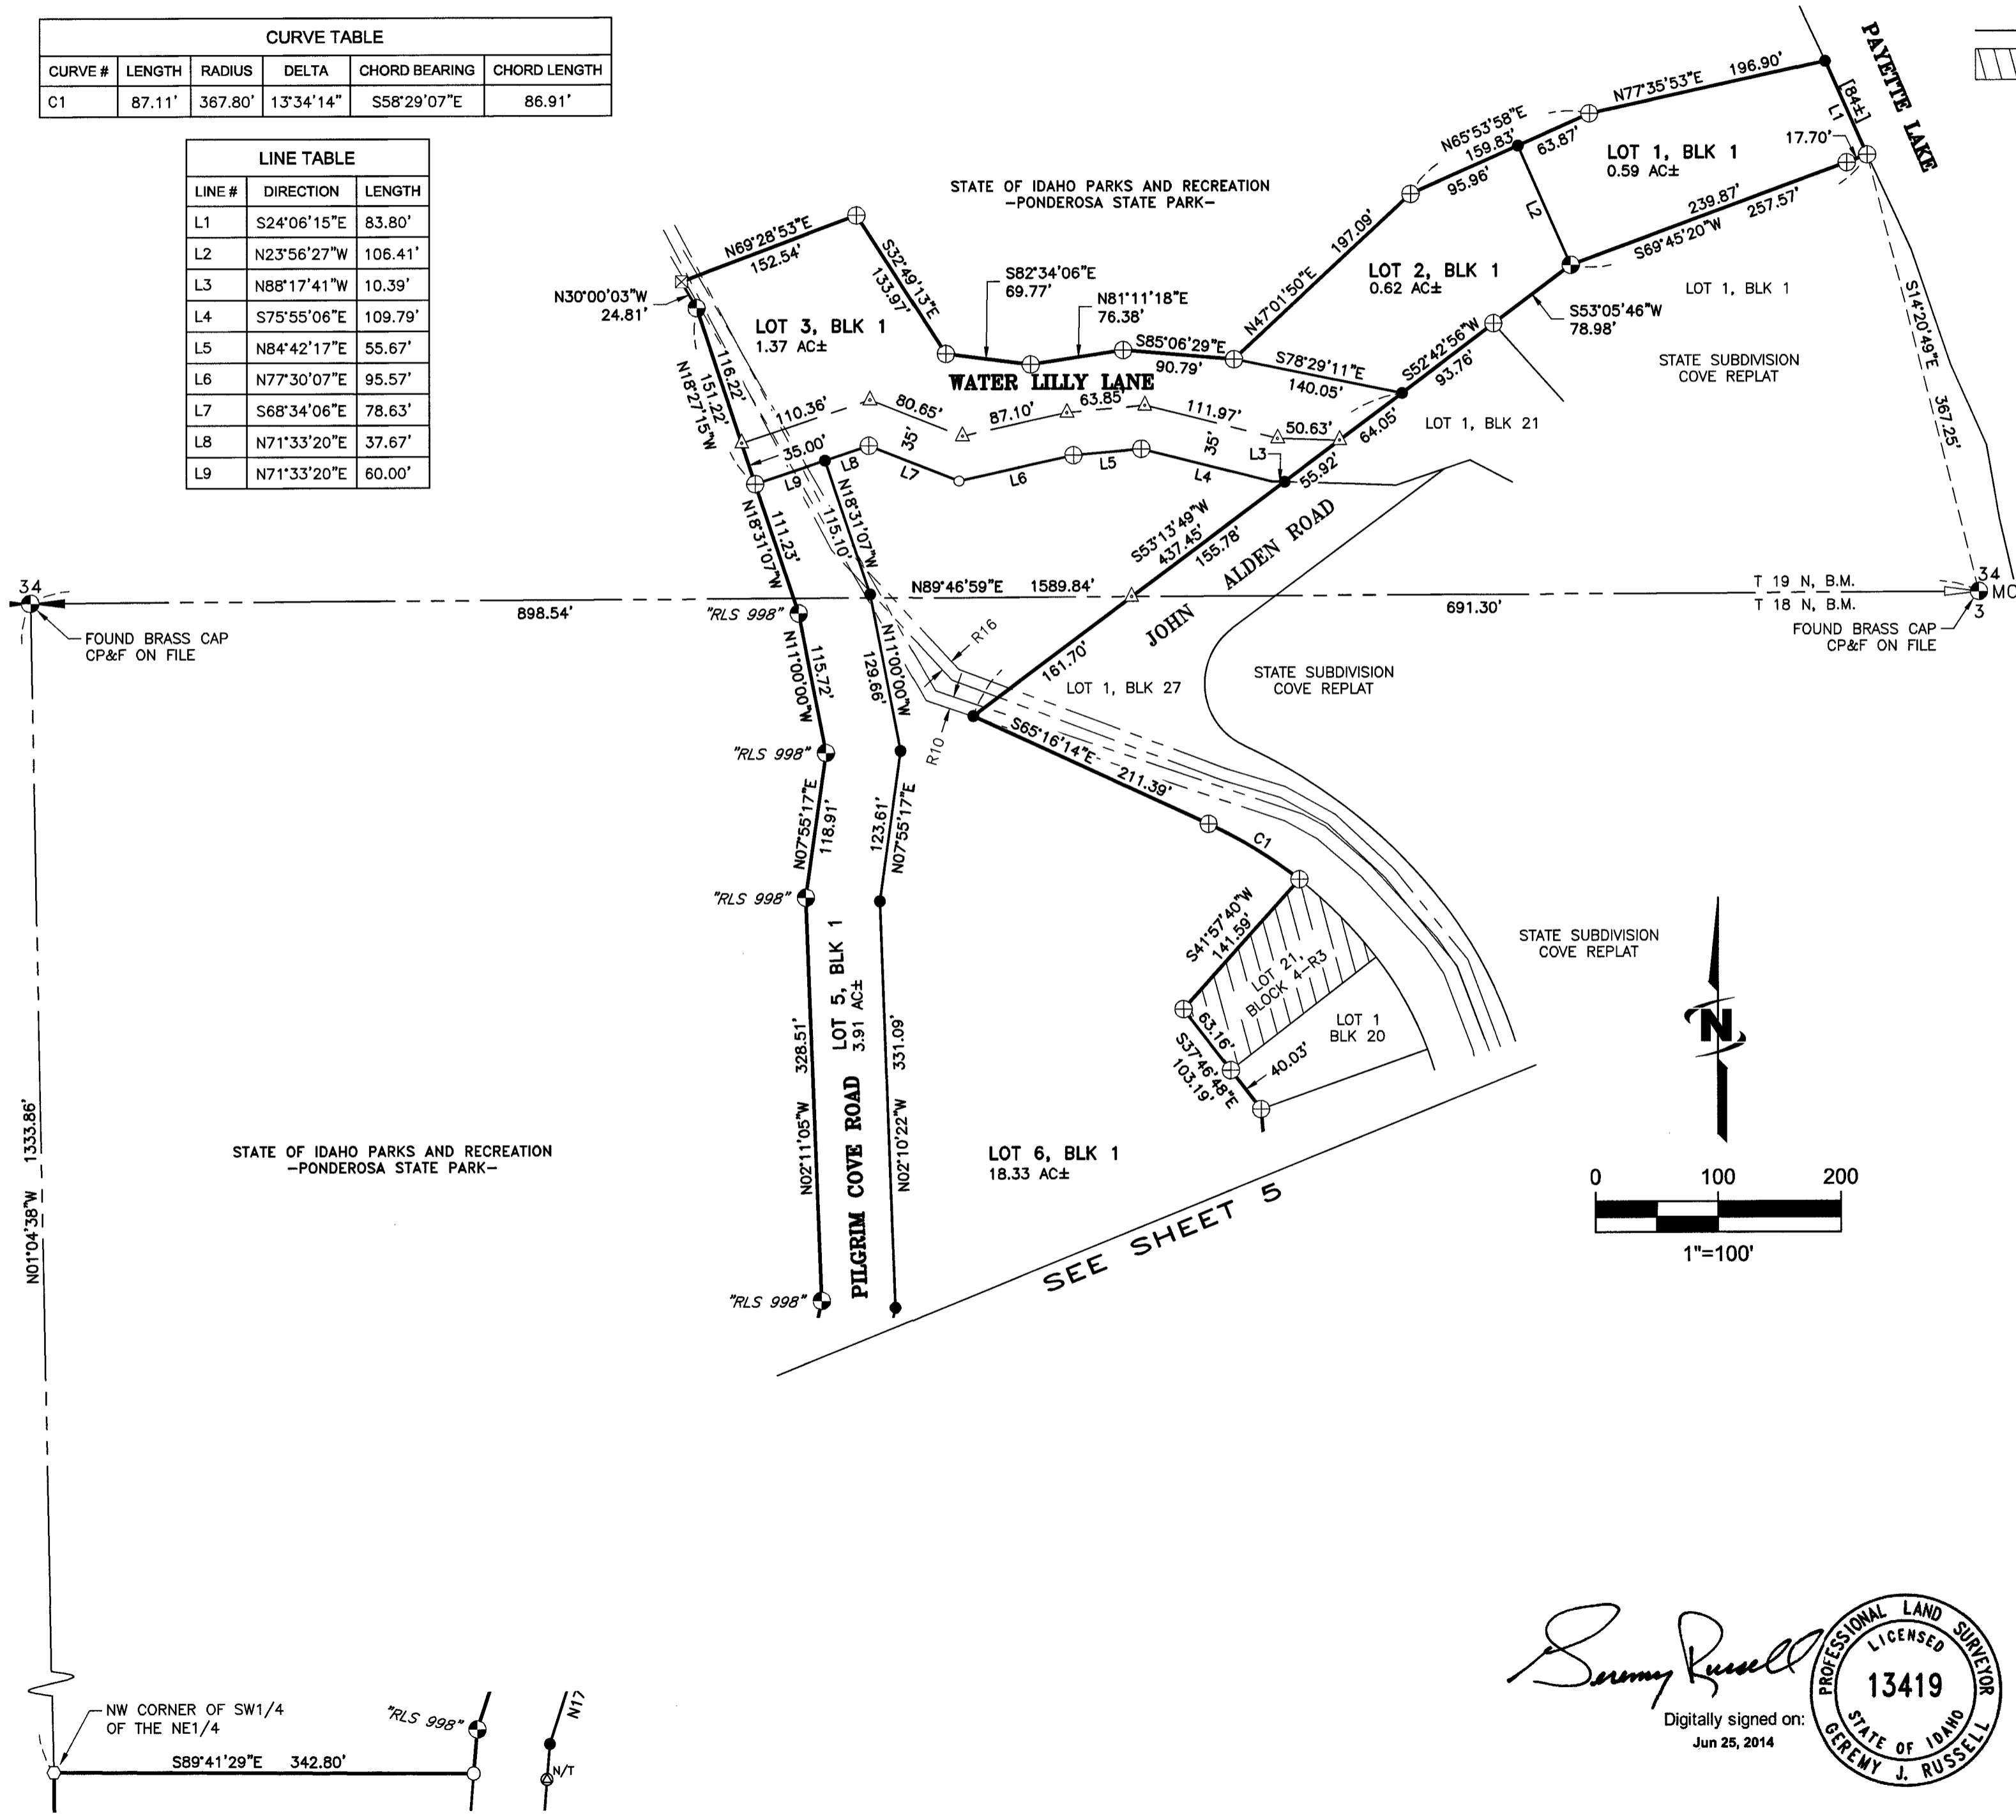 CURVE TABLE
CURVE # LENGTH RADIUS DELTA CHORD BEARING CHORD LENGTH
C1 87.11' 367.80' 13°34'14" S58°29'07"E 86.91'
LINE TABLE
LINE # DIRECTION LENGTH
L1 S24°06'15"E 83.80'
L2 N23°56'27"W 106.41'
L3 N88°17'41"W 10.39'
L4 S75°55'06"E 109.79'
L5 N84°42'17"E 55.67'
L6 N77°30'07"E 95.57'
L7 S68°34'06"E 78.63'
L8 N71°33'20"E 37.67'
L9 N71°33'20"E 60.00'
PAYETTE LAKE
N77°35'53"E 196.90'
[84±]
L1
17.70'
N65°53'58"E
159.83'
63.87'
95.96'
LOT 1, BLK 1
0.59 AC±
L2
239.87'
257.57'
S69°45'20"W
STATE OF IDAHO PARKS AND RECREATION
-PONDEROSA STATE PARK-
N69°28'53"E
152.54'
S32°49'13"E
133.97'
S82°34'06"E
69.77'
N81°11'18"E
76.38'
197.09'
N47°01'50"E
LOT 2, BLK 1
0.62 AC±
LOT 1, BLK 1
S14°20'49"E
367.25'
S53°05'46"W
78.98'
N30°00'03"W
24.81'
LOT 3, BLK 1
1.37 AC±
S85°06'29"E
90.79'
S78°29'11"E
140.05'
S52°42'56"W
93.76'
STATE SUBDIVISION
COVE REPLAT
WATER LILLY LANE
116.22'
151.22'
N18°27'15"W
110.36'
80.65'
87.10'
63.85'
111.97'
50.63'
64.05'
LOT 1, BLK 21
35.00'
35'
35'
L9
L8
L7
L6
L5
L4
L3
55.92'
N18°31'07"W
115.10'
N18°31'07"W
111.23'
S53°13'49"W
437.45'
155.78'
JOHN ALDEN ROAD
34
898.54'
N89°46'59"E 1589.84'
691.30'
T 19 N, B.M.
T 18 N, B.M.
34
MC
3
FOUND BRASS CAP
CP&F ON FILE
FOUND BRASS CAP
CP&F ON FILE
"RLS 998"
N11°00'00"W
115.72'
N11°00'00"W
129.66'
R16
R10
161.70'
LOT 1, BLK 27
STATE SUBDIVISION
COVE REPLAT
"RLS 998"
S65°16'14"E
211.39'
N07°55'17"E
118.91'
123.61'
N07°55'17"E
C1
"RLS 998"
LOT 5, BLK 1
3.91 AC±
S41°57'40"W
141.59'
LOT 21,
BLOCK 4-R3
STATE SUBDIVISION
COVE REPLAT
LOT 1
BLK 20
63.16'
S37°46'48"E
103.19'
40.03'
N
328.51'
N02°11'05"W
PILGRIM COVE ROAD
331.09'
N02°10'22"W
N01°04'38"W 1333.86'
STATE OF IDAHO PARKS AND RECREATION
-PONDEROSA STATE PARK-
LOT 6, BLK 1
18.33 AC±
SEE SHEET 5
0 100 200
1"=100'
"RLS 998"
NW CORNER OF SW1/4
OF THE NE1/4
"RLS 998"
N17
S89°41'29"E 342.80'
N/T
Geremy Russell
Digitally signed on:
Jun 25, 2014
PROFESSIONAL LAND SURVEYOR
LICENSED
13419
STATE OF IDAHO
GEREMY J. RUSSELL